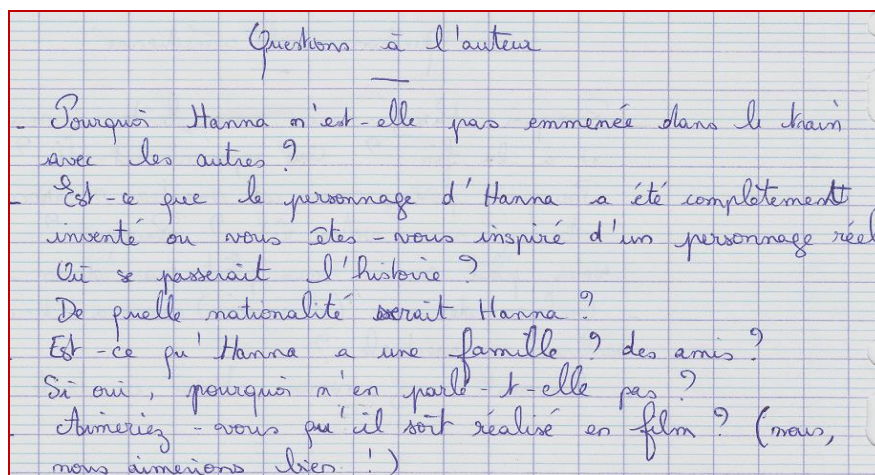 Questions à l'auteur
- Pourquoi Hanna n'est-elle pas emmenée dans le train
avec les autres ?
- Est-ce que le personnage d'Hanna a été complètement
inventé ou vous êtes-vous inspiré d'un personnage réel
Où se passerait l'histoire ?
De quelle nationalité serait Hanna ?
Est-ce qu'Hanna a une famille ? des amis ?
Si oui, pourquoi n'en parle-t-elle pas ?
- Aimeriez-vous qu'il soit réalisé en film ? (nous,
nous aimerions bien !)